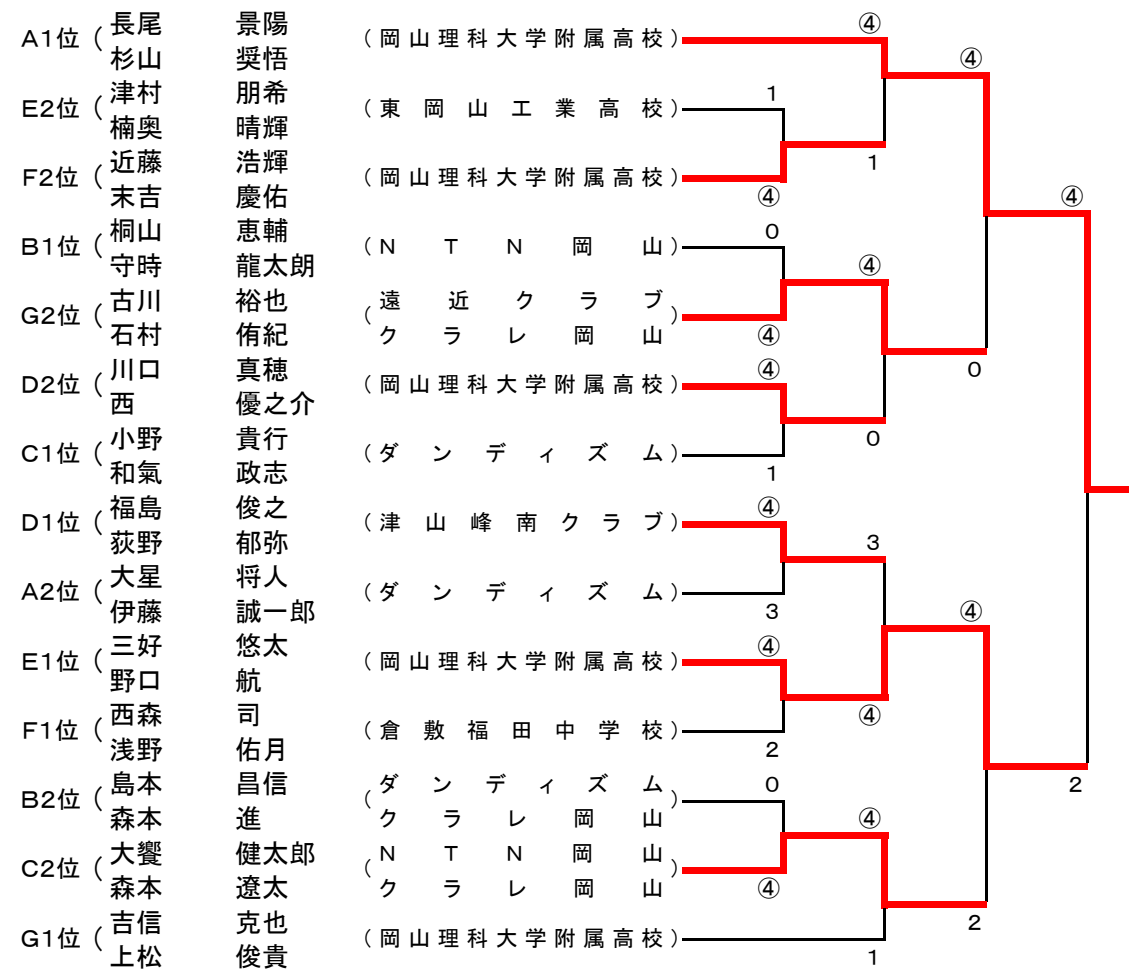 ④
長尾 景陽
A1位 ( (岡山理科大学附属高校)
杉山 奨悟
④
津村 朋希
1
E2位 ( (東岡山工業高校)
楠奥 晴輝
近藤 浩輝
1
F2位 ( (岡山理科大学附属高校)
末吉 慶佑
④
④
桐山 恵輔
0
B1位 ( (NTN岡山)
守時 龍太朗
④
古川 裕也 遠近クラブ
G2位 ( ( )
石村 侑紀 クラレ岡山
④
川口 真穂
④
0
D2位 ( (岡山理科大学附属高校)
西 優之介
小野 貴行
0
C1位 ( (ダンディズム)
和氣 政志
1
福島 俊之
④
D1位 ( (津山峰南クラブ)
荻野 郁弥
3
大星 将人
A2位 ( (ダンディズム)
伊藤 誠一郎
3
④
三好 悠太
④
E1位 ( (岡山理科大学附属高校)
野口 航
西森 司
④
F1位 ( (倉敷福田中学校)
浅野 佑月
2
島本 昌信 ダンディズム
0
2
B2位 ( ( )
森本 進 クラレ岡山
④
大饗 健太郎 NTN岡山
C2位 ( (
森本 遼太 クラレ岡山
④
吉信 克也
2
G1位 ( (岡山理科大学附属高校)
上松 俊貴
1